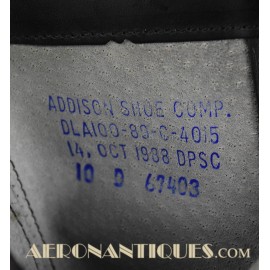 ADDISON SHOE COMP.
DLA100-80-C-4015
14, OCT 1938 DPSC
10 D 67403
AERONANTIQUES.COM